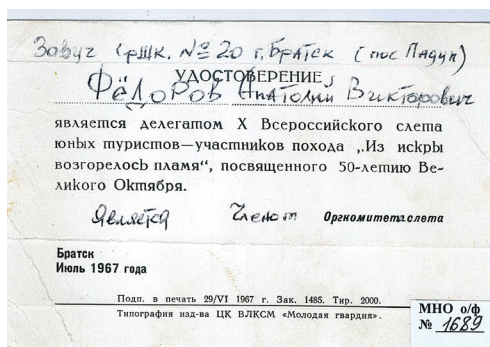 Завуч ср. шк. № 20 г. Братск (пос Падун)
УДОСТОВЕРЕНИЕ
Фёдоров Анатолий Викторович
является делегатом X Всероссийского слета
юных туристов—участников похода „Из искры
возгорелось пламя“, посвященного 50-летию Ве-
ликого Октября.
Является Членом Оргкомитета слета
Братск
Июль 1967 года
Подп. в печать 29/VI 1967 г. Зак. 1485. Тир. 2000.
Типография изд-ва ЦК ВЛКСМ «Молодая гвардия».
МНО о/ф
№ 1689